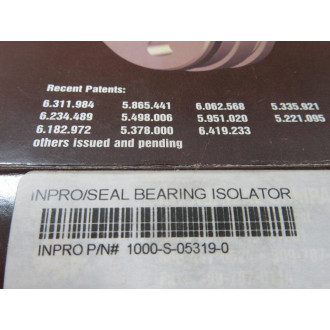 Recent Patents:
6.311.984 5.865.441 6.062.568 5.335.921
6.234.489 5.498.006 5.951.020 5.221.095
6.182.972 5.378.000 6.419.233
others issued and pending
INPRO/SEAL BEARING ISOLATOR
INPRO P/N# 1000-S-05319-0